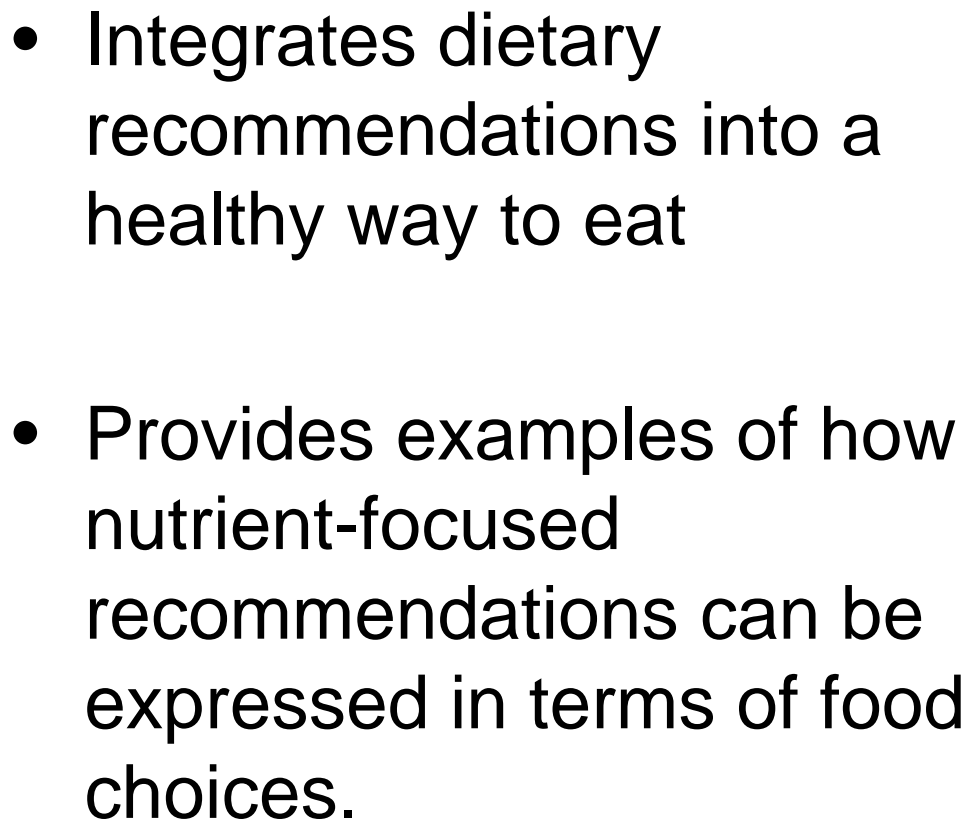 • Integrates dietary
recommendations into a
healthy way to eat
• Provides examples of how
nutrient-focused
recommendations can be
expressed in terms of food
choices.